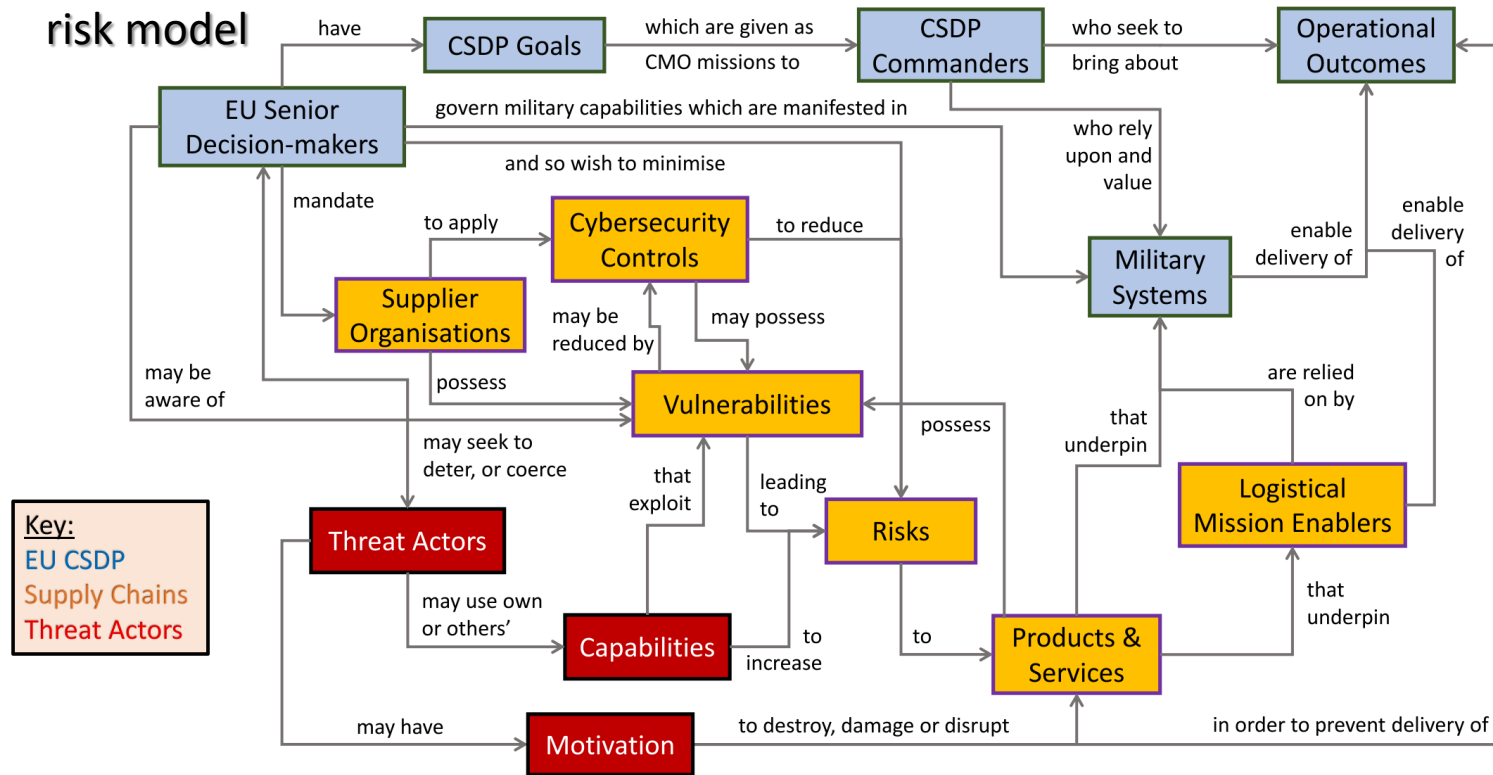 risk model
have
CSDP Goals
which are given as
CMO missions to
CSDP
Commanders
who seek to
bring about
Operational
Outcomes
EU Senior
Decision-makers
govern military capabilities which are manifested in
and so wish to minimise
who rely
upon and
value
mandate
to apply
Cybersecurity
Controls
to reduce
enable
delivery of
enable
delivery
of
Military
Systems
Supplier
Organisations
may be
reduced by
may possess
may be
aware of
possess
Vulnerabilities
possess
are relied
on by
that
underpin
may seek to
deter, or coerce
that
exploit
leading
to
Logistical
Mission Enablers
Key:
EU CSDP
Supply Chains
Threat Actors
Threat Actors
Risks
may use own
or others’
Capabilities
to
increase
to
Products &
Services
that
underpin
may have
Motivation
to destroy, damage or disrupt
in order to prevent delivery of